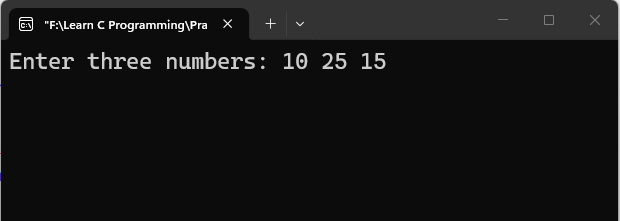 "F:\Learn C Programming\Pra
Enter three numbers: 10 25 15